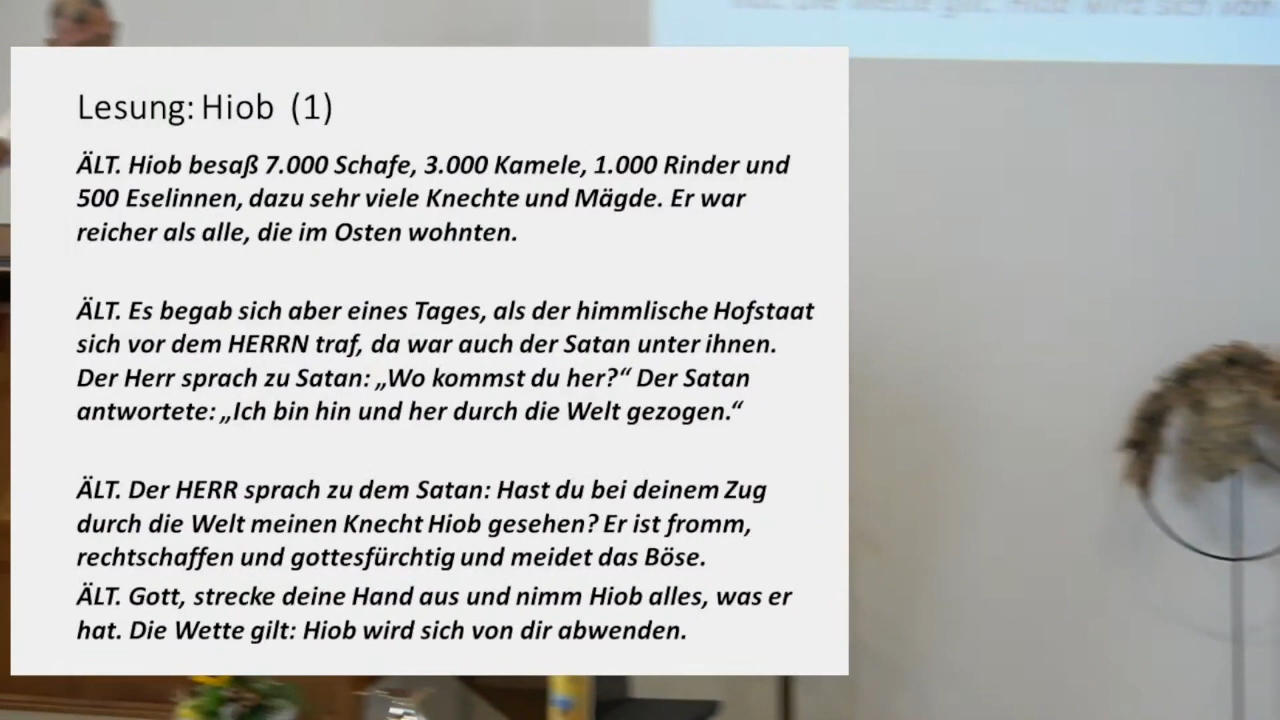 Lesung: Hiob (1)
ÄLT. Hiob besaß 7.000 Schafe, 3.000 Kamele, 1.000 Rinder und
500 Eselinnen, dazu sehr viele Knechte und Mägde. Er war
reicher als alle, die im Osten wohnten.
ÄLT. Es begab sich aber eines Tages, als der himmlische Hofstaat
sich vor dem HERRN traf, da war auch der Satan unter ihnen.
Der Herr sprach zu Satan: „Wo kommst du her?“ Der Satan
antwortete: „Ich bin hin und her durch die Welt gezogen.“
ÄLT. Der HERR sprach zu dem Satan: Hast du bei deinem Zug
durch die Welt meinen Knecht Hiob gesehen? Er ist fromm,
rechtschaffen und gottesfürchtig und meidet das Böse.
ÄLT. Gott, strecke deine Hand aus und nimm Hiob alles, was er
hat. Die Wette gilt: Hiob wird sich von dir abwenden.